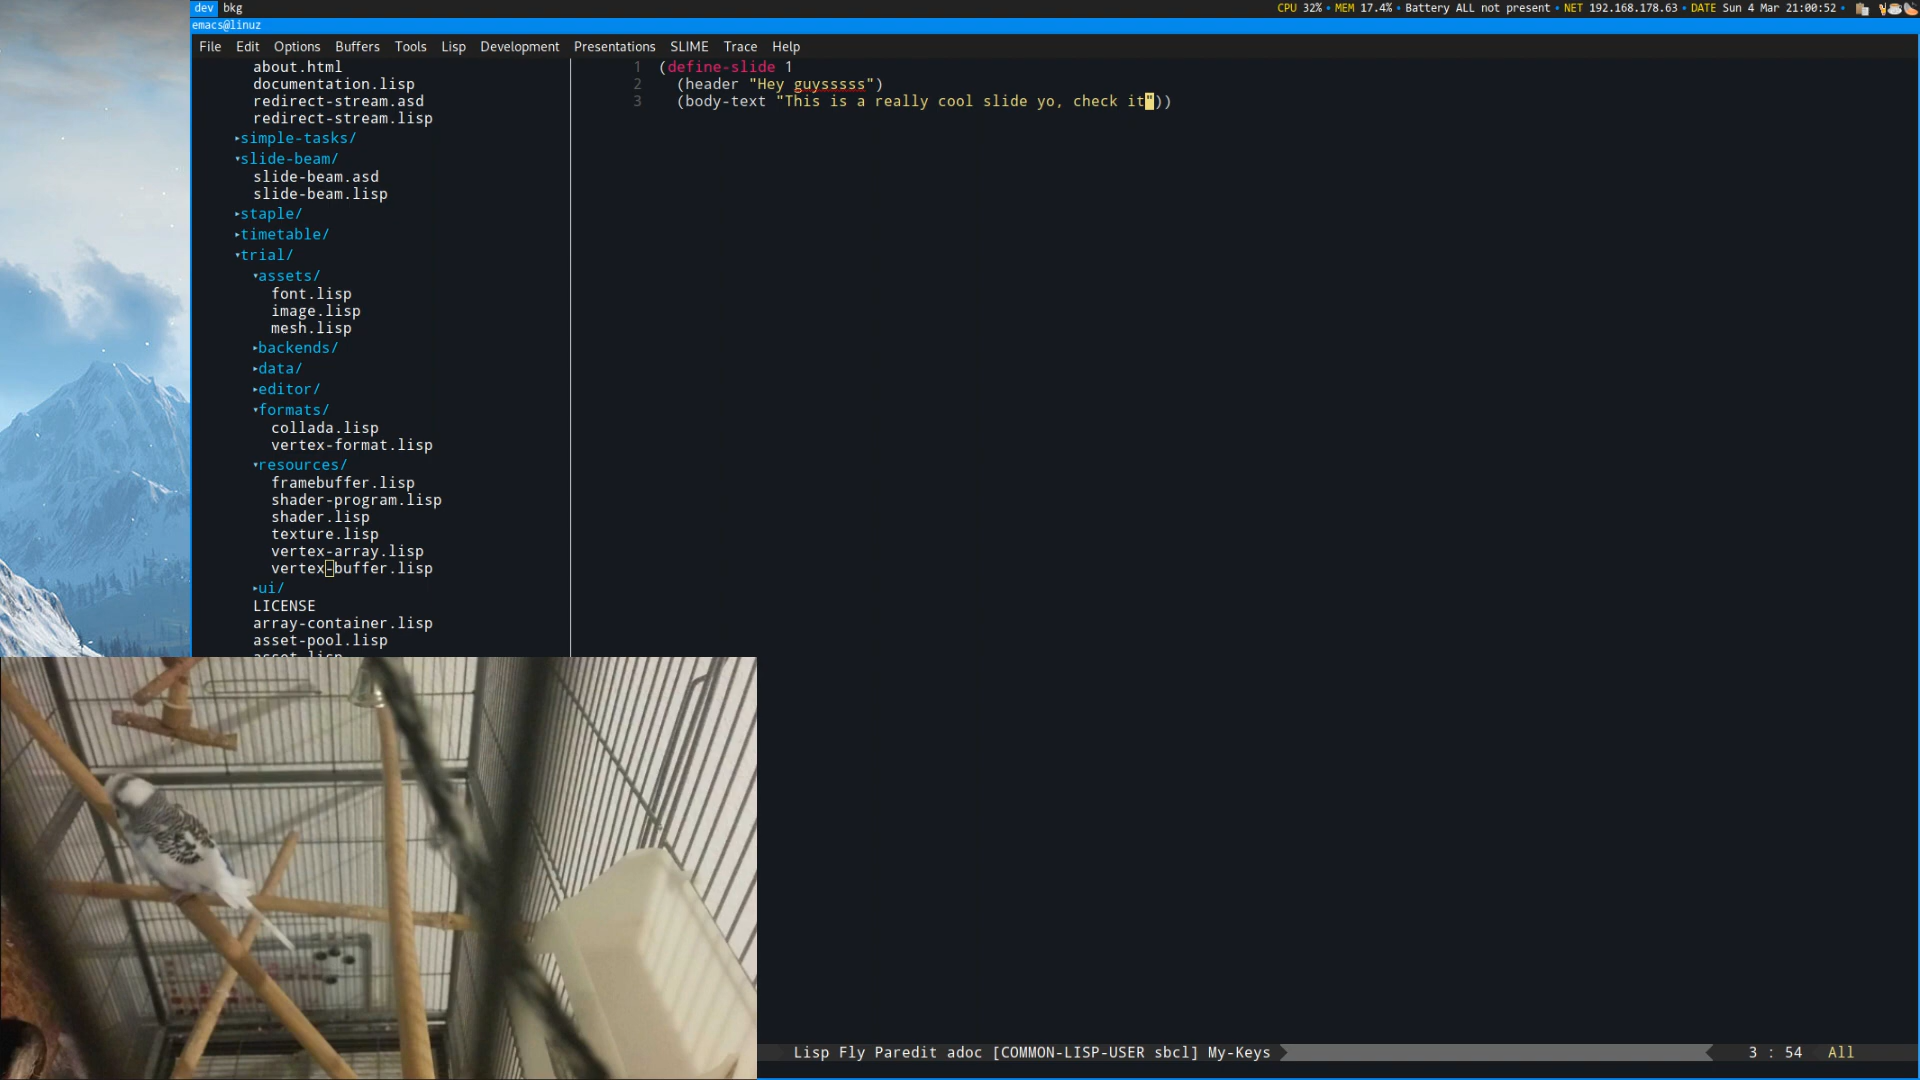 dev bkg
CPU 32% • MEM 17.4% • Battery ALL not present • NET 192.168.178.63 • DATE Sun 4 Mar 21:00:52 •
emacs@linuz
File Edit Options Buffers Tools Lisp Development Presentations SLIME Trace Help
about.html
documentation.lisp
redirect-stream.asd
redirect-stream.lisp
▸simple-tasks/
▾slide-beam/
slide-beam.asd
slide-beam.lisp
▸staple/
▸timetable/
▾trial/
▾assets/
font.lisp
image.lisp
mesh.lisp
▸backends/
▸data/
▸editor/
▾formats/
collada.lisp
vertex-format.lisp
▾resources/
framebuffer.lisp
shader-program.lisp
shader.lisp
texture.lisp
vertex-array.lisp
vertex-buffer.lisp
▸ui/
LICENSE
array-container.lisp
asset-pool.lisp
asset.lisp
1 (define-slide 1
2 (header "Hey guysssss")
3 (body-text "This is a really cool slide yo, check it"))
Lisp Fly Paredit adoc [COMMON-LISP-USER sbcl] My-Keys 3 : 54 All